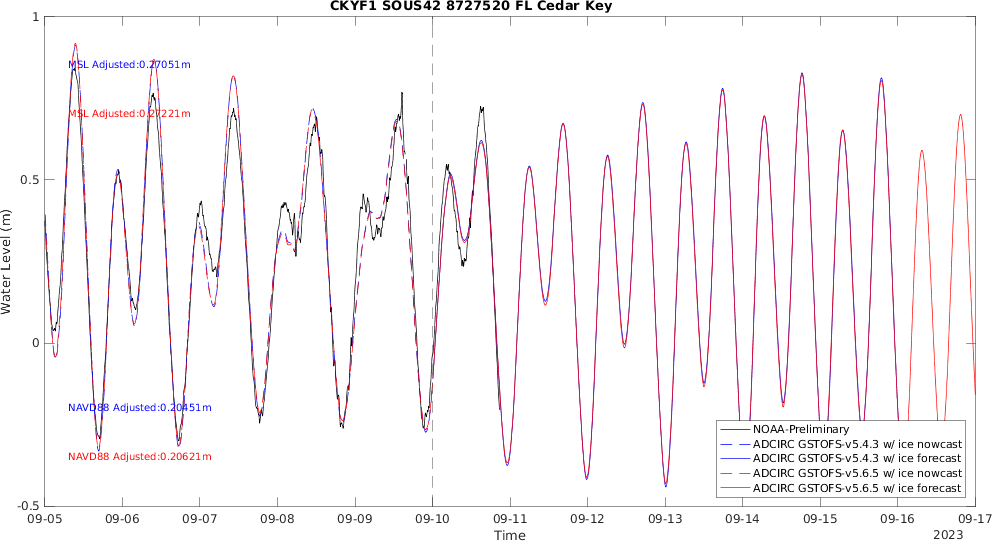 CKYF1 SOUS42 8727520 FL Cedar Key
Water Level (m)
1
0.5
0
-0.5
MSL Adjusted:0.27051m
MSL Adjusted:0.27221m
NAVD88 Adjusted:0.20451m
NAVD88 Adjusted:0.20621m
NOAA-Preliminary
ADCIRC GSTOFS-v5.4.3 w/ ice nowcast
ADCIRC GSTOFS-v5.4.3 w/ ice forecast
ADCIRC GSTOFS-v5.6.5 w/ ice nowcast
ADCIRC GSTOFS-v5.6.5 w/ ice forecast
09-05 09-06 09-07 09-08 09-09 09-10 09-11 09-12 09-13 09-14 09-15 09-16 09-17
Time
2023